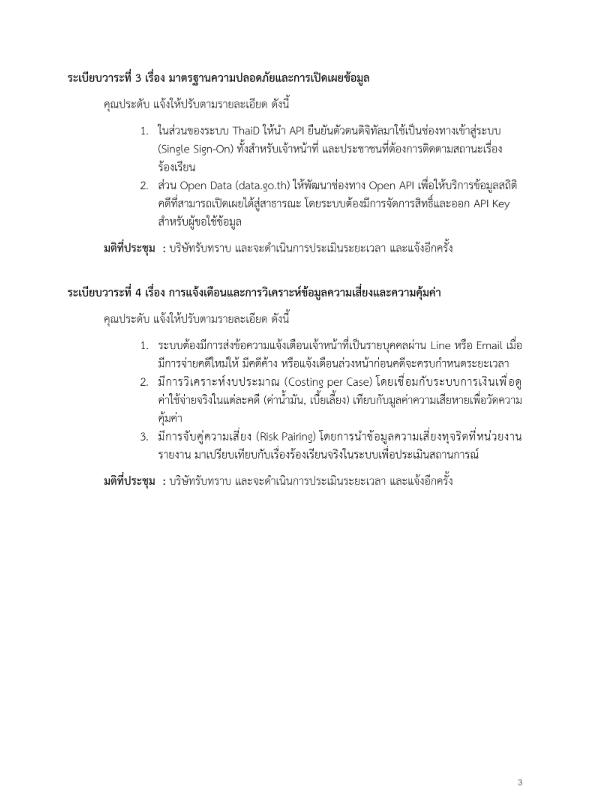 ระเบียบวาระที่ 3 เรื่อง มาตรฐานความปลอดภัยและการเปิดเผยข้อมูล
คุณประดับ แจ้งให้ปรับตามรายละเอียด ดังนี้
1. ในส่วนของระบบ ThaiD ให้นำ API ยืนยันตัวตนดิจิทัลมาใช้เป็นช่องทางเข้าสู่ระบบ
(Single Sign-On) ทั้งสำหรับเจ้าหน้าที่ และประชาชนที่ต้องการติดตามสถานะเรื่อง
ร้องเรียน
2. ส่วน Open Data (data.go.th) ให้พัฒนาช่องทาง Open API เพื่อให้บริการข้อมูลสถิติ
คดีที่สามารถเปิดเผยได้สู่สาธารณะ โดยระบบต้องมีการจัดการสิทธิ์และออก API Key
สำหรับผู้ขอใช้ข้อมูล
มติที่ประชุม : บริษัทรับทราบ และจะดำเนินการประเมินระยะเวลา และแจ้งอีกครั้ง
ระเบียบวาระที่ 4 เรื่อง การแจ้งเตือนและการวิเคราะห์ข้อมูลความเสี่ยงและความคุ้มค่า
คุณประดับ แจ้งให้ปรับตามรายละเอียด ดังนี้
1. ระบบต้องมีการส่งข้อความแจ้งเตือนเจ้าหน้าที่เป็นรายบุคคลผ่าน Line หรือ Email เมื่อ
มีการจ่ายคดีใหม่ให้ มีคดีค้าง หรือแจ้งเตือนล่วงหน้าก่อนคดีจะครบกำหนดระยะเวลา
2. มีการวิเคราะห์งบประมาณ (Costing per Case) โดยเชื่อมกับระบบการเงินเพื่อดู
ค่าใช้จ่ายจริงในแต่ละคดี (ค่าน้ำมัน, เบี้ยเลี้ยง) เทียบกับมูลค่าความเสียหายเพื่อวัดความ
คุ้มค่า
3. มีการจับคู่ความเสี่ยง (Risk Pairing) โดยการนำข้อมูลความเสี่ยงทุจริตที่หน่วยงาน
รายงาน มาเปรียบเทียบกับเรื่องร้องเรียนจริงในระบบเพื่อประเมินสถานการณ์
มติที่ประชุม : บริษัทรับทราบ และจะดำเนินการประเมินระยะเวลา และแจ้งอีกครั้ง
3